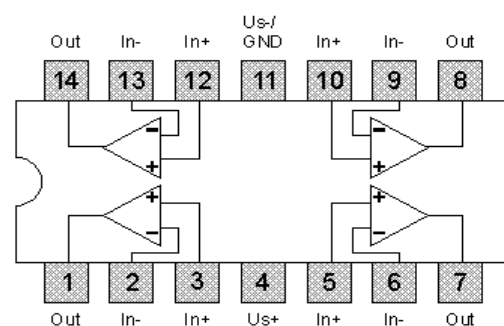 Us-/
Out In- In+ GND In+ In- Out
14 13 12 11 10 9 8
- -
+ +
+ +
- -
1 2 3 4 5 6 7
Out In- In+ Us+ In+ In- Out